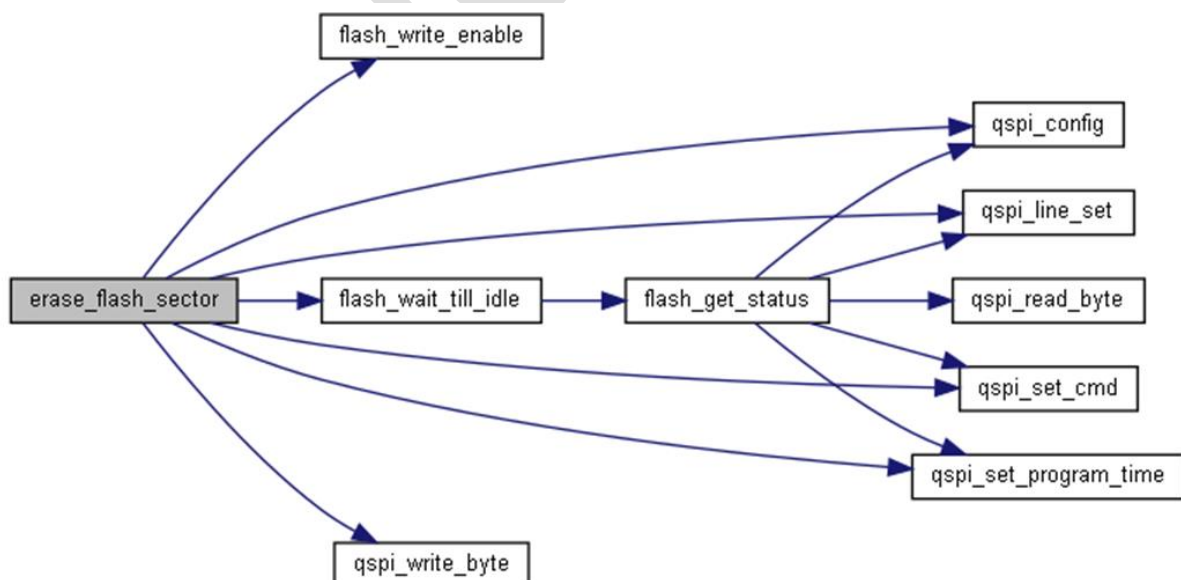 flash_write_enable
qspi_config
qspi_line_set
erase_flash_sector
flash_wait_till_idle
flash_get_status
qspi_read_byte
qspi_set_cmd
qspi_set_program_time
qspi_write_byte